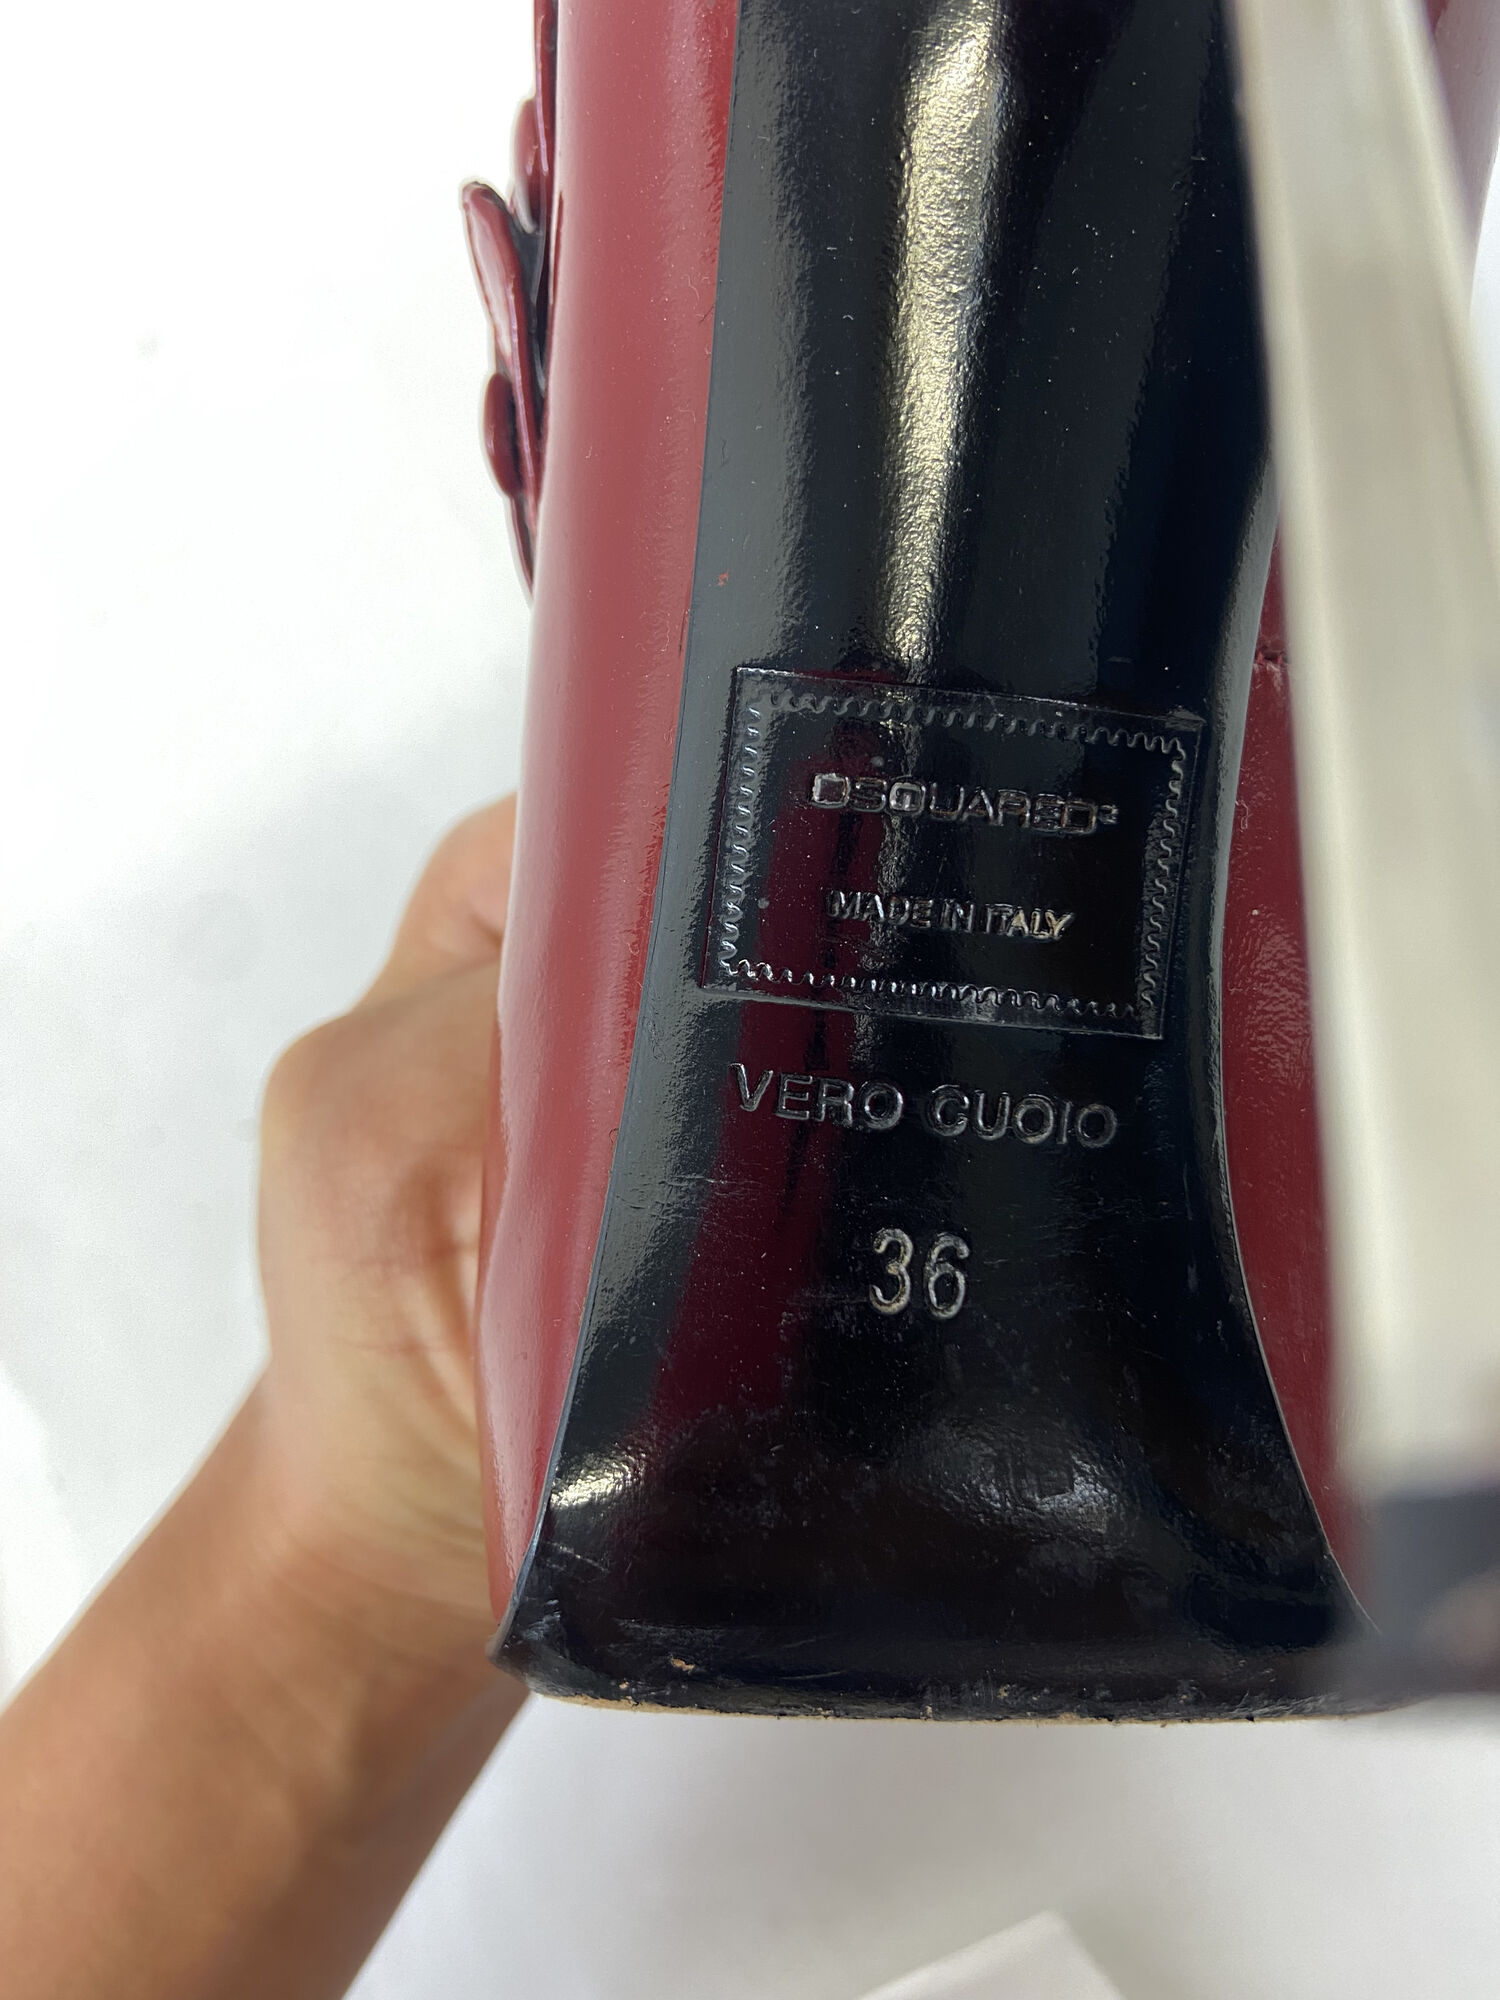 DSQUARED²
MADE IN ITALY
VERO CUOIO
36